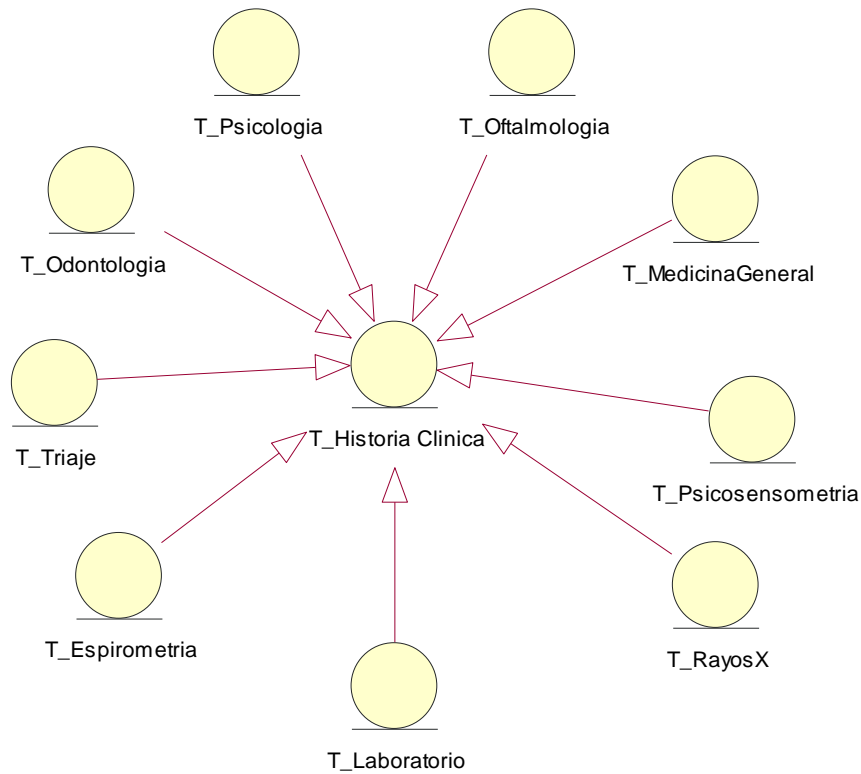 T_Psicologia
T_Oftalmologia
T_Odontologia
T_MedicinaGeneral
T_Triaje
T_Historia Clinica
T_Psicosensometria
T_Espirometria
T_RayosX
T_Laboratorio